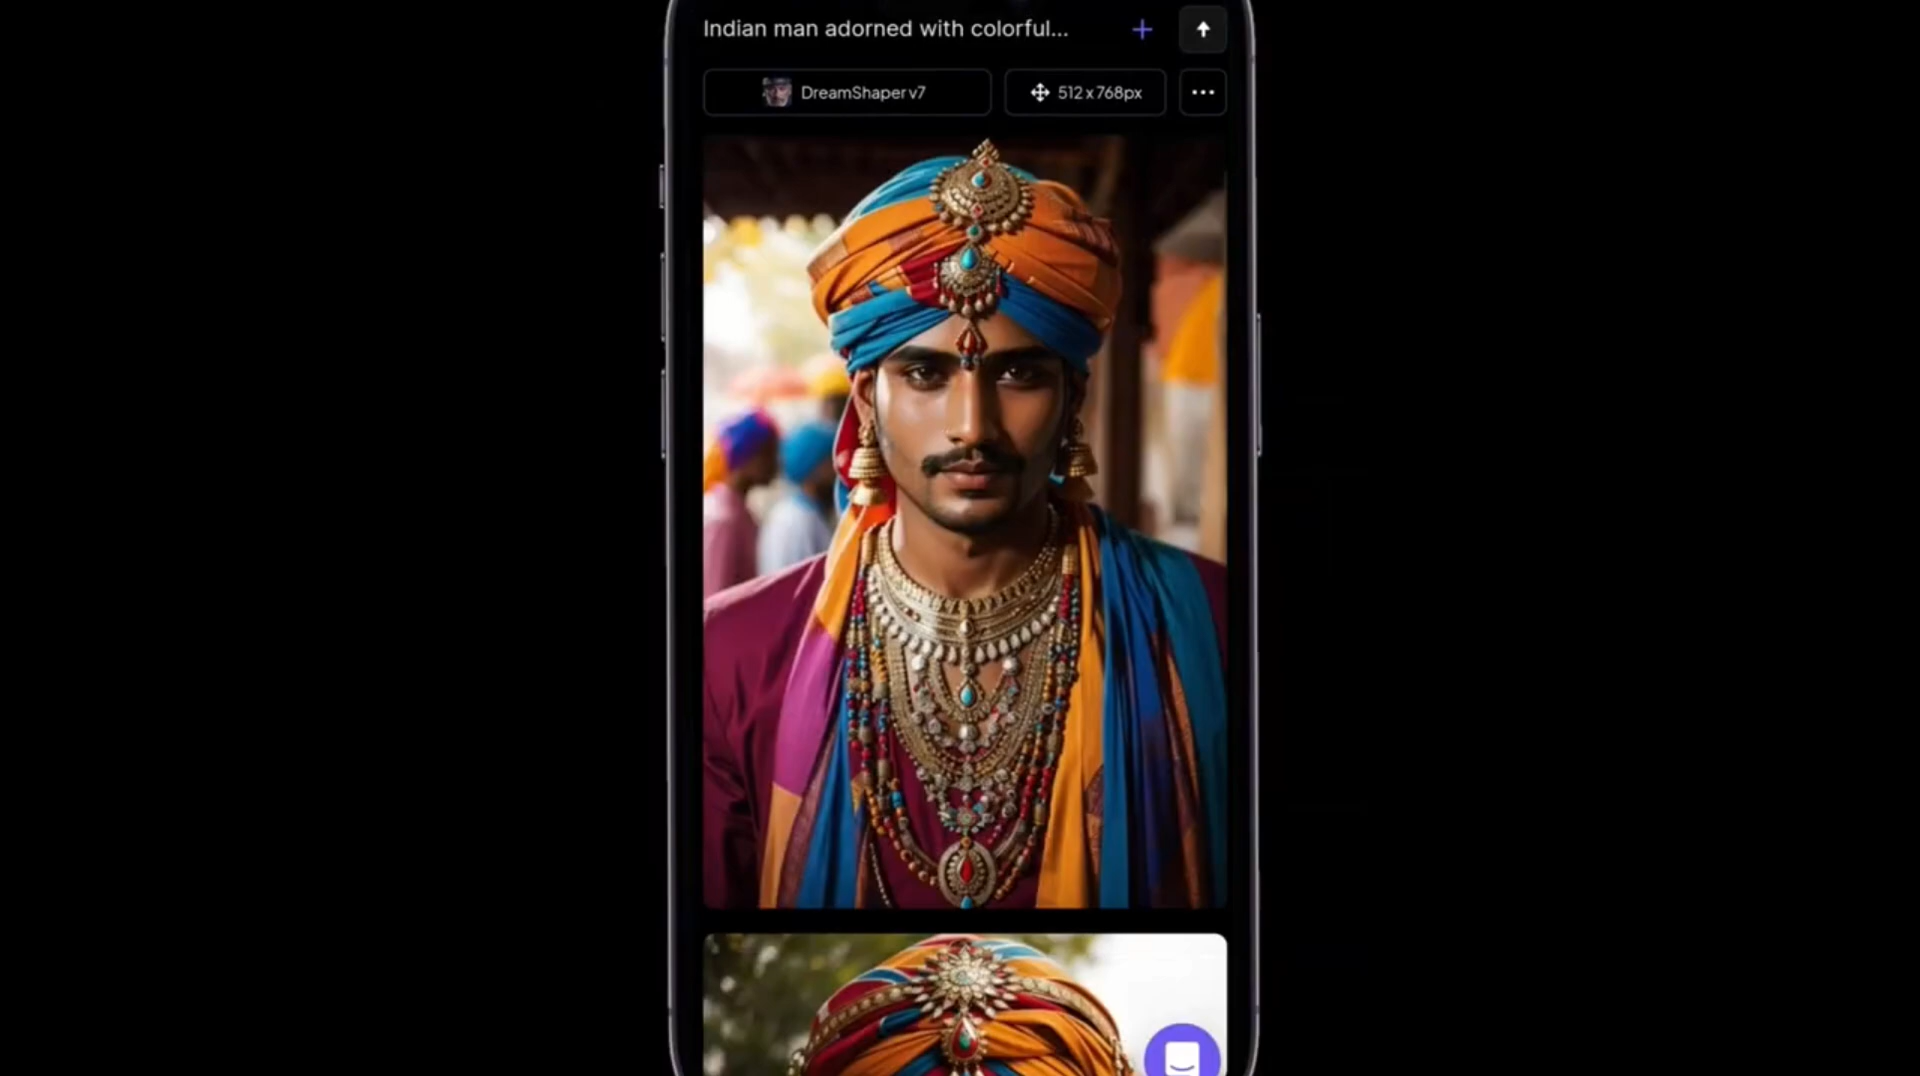 Indian man adorned with colorful...
DreamShaper v7
512 x 768px